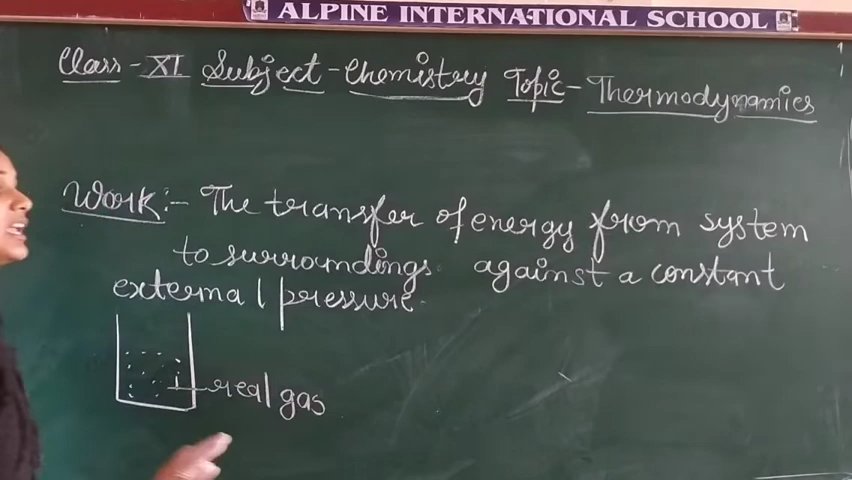 ALPINE INTERNATIONAL SCHOOL
Class - XI Subject - Chemistry Topic - Thermodynamics
Work:- The transfer of energy from system
to surroundings against a constant
external pressure.
real gas